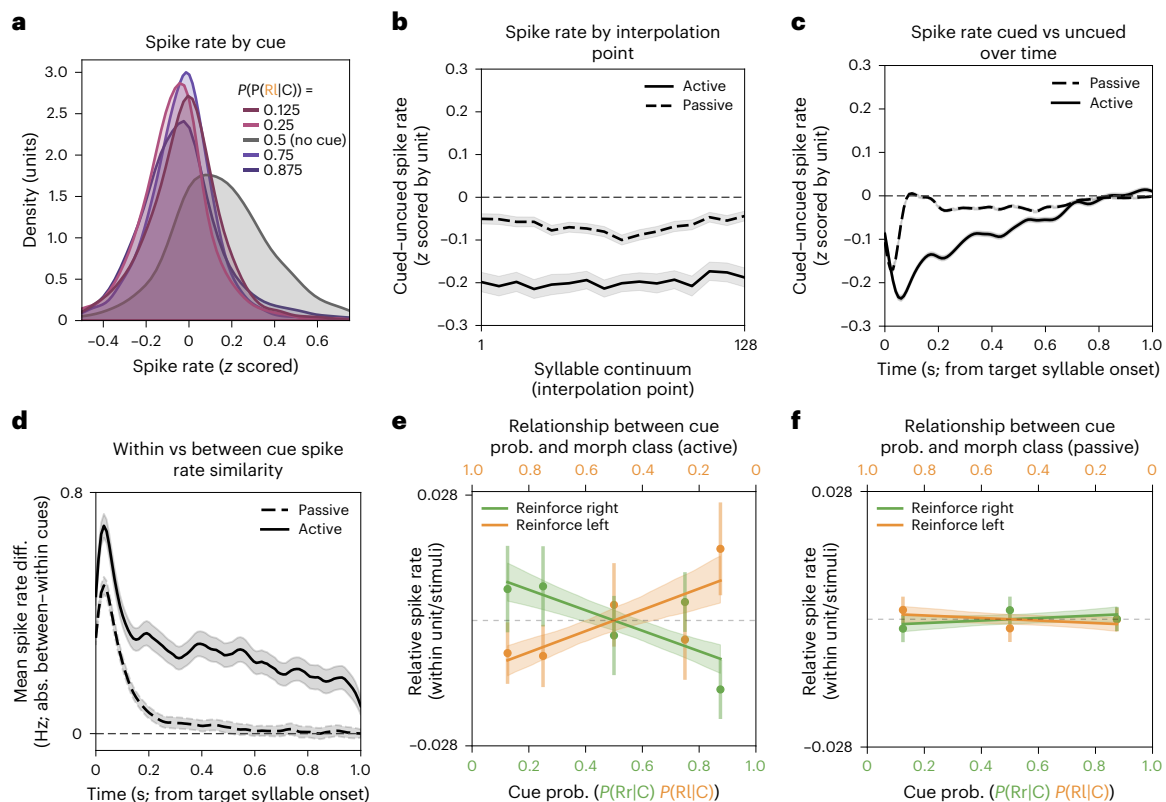 a
Spike rate by cue
Density (units)
3.0
2.5
2.0
1.5
1.0
0.5
0
P(P(Rl|C)) =
0.125
0.25
0.5 (no cue)
0.75
0.875
−0.4 −0.2 0 0.2 0.4 0.6
Spike rate (z scored)
b
Spike rate by interpolation
point
Cued–uncued spike rate
(z scored by unit)
0.3
0.2
0.1
0
−0.1
−0.2
−0.3
Active
Passive
1 128
Syllable continuum
(interpolation point)
c
Spike rate cued vs uncued
over time
Cued–uncued spike rate
(z scored by unit)
0.3
0.2
0.1
0
−0.1
−0.2
−0.3
Passive
Active
0 0.2 0.4 0.6 0.8 1.0
Time (s; from target syllable onset)
d
Within vs between cue spike
rate similarity
Mean spike rate diff.
(Hz; abs. between–within cues)
0.8
0
Passive
Active
0 0.2 0.4 0.6 0.8 1.0
Time (s; from target syllable onset)
e
Relationship between cue
prob. and morph class (active)
1.0 0.8 0.6 0.4 0.2 0
Relative spike rate
(within unit/stimuli)
0.028
−0.028
Reinforce right
Reinforce left
0 0.2 0.4 0.6 0.8 1.0
Cue prob. (P(Rr|C) P(Rl|C))
f
Relationship between cue
prob. and morph class (passive)
1.0 0.8 0.6 0.4 0.2 0
Relative spike rate
(within unit/stimuli)
0.028
−0.028
Reinforce right
Reinforce left
0 0.2 0.4 0.6 0.8 1.0
Cue prob. (P(Rr|C) P(Rl|C))